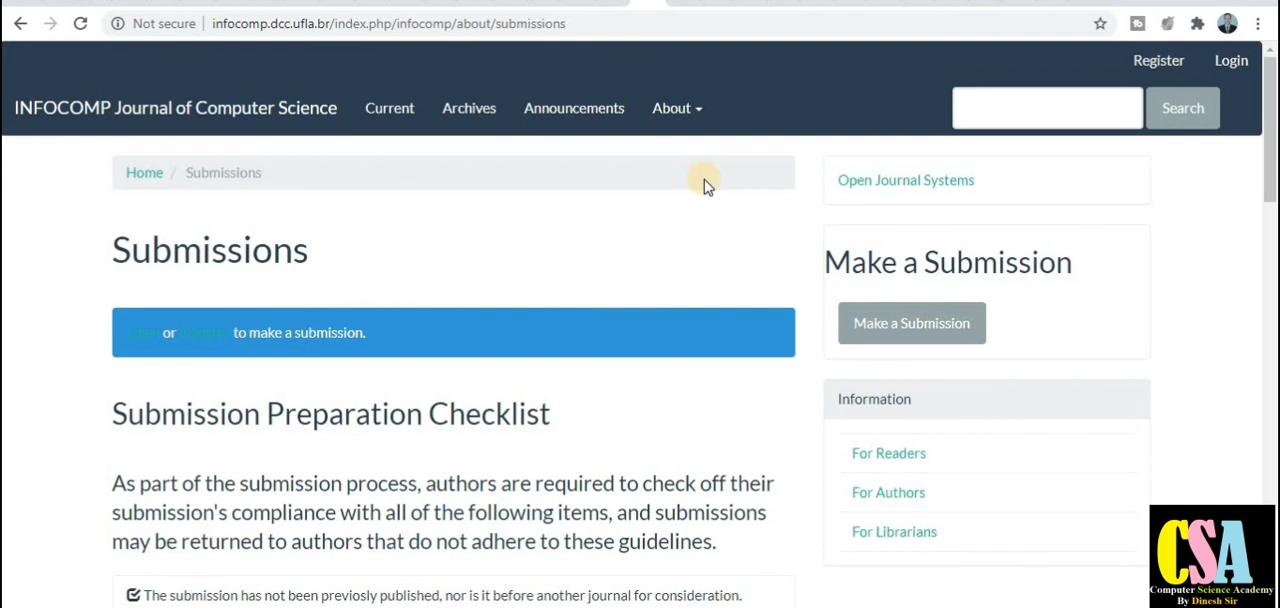 Not secure | infocomp.dcc.ufla.br/index.php/infocomp/about/submissions
Register Login
INFOCOMP Journal of Computer Science Current Archives Announcements About Search
Home / Submissions
Open Journal Systems
Submissions
Make a Submission
Make a Submission
Login or Register to make a submission.
Submission Preparation Checklist
Information
As part of the submission process, authors are required to check off their
submission's compliance with all of the following items, and submissions
may be returned to authors that do not adhere to these guidelines.
For Readers
For Authors
For Librarians
The submission has not been previosly published, nor is it before another journal for consideration.
CSA
Computer Science Academy
By Dinesh Sir